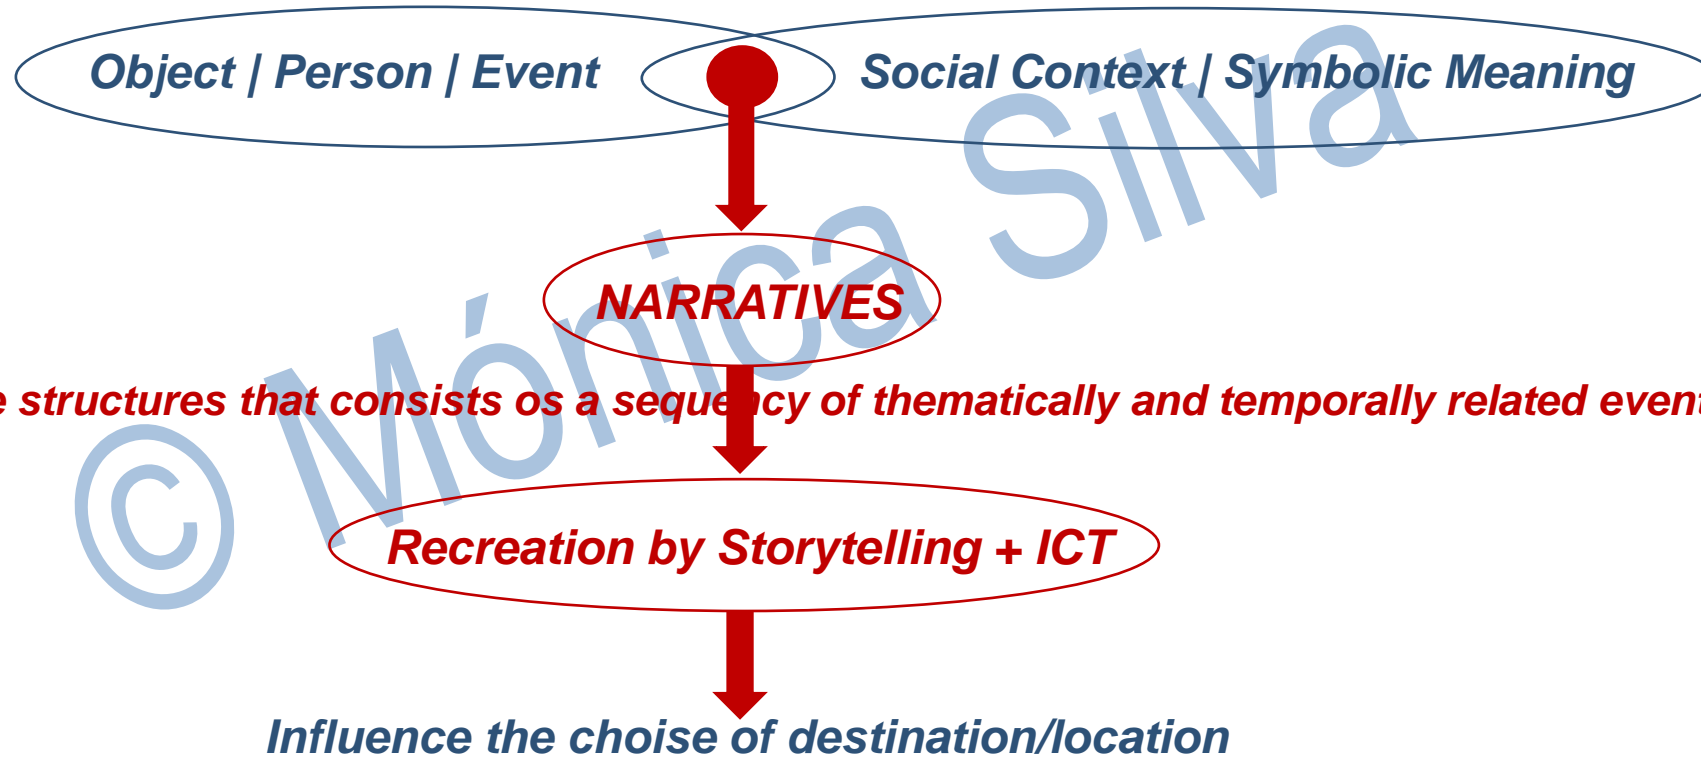 Object | Person | Event
Social Context | Symbolic Meaning
NARRATIVES
structures that consists os a sequency of thematically and temporally related event
Recreation by Storytelling + ICT
Influence the choise of destination/location
© Mónica Silva